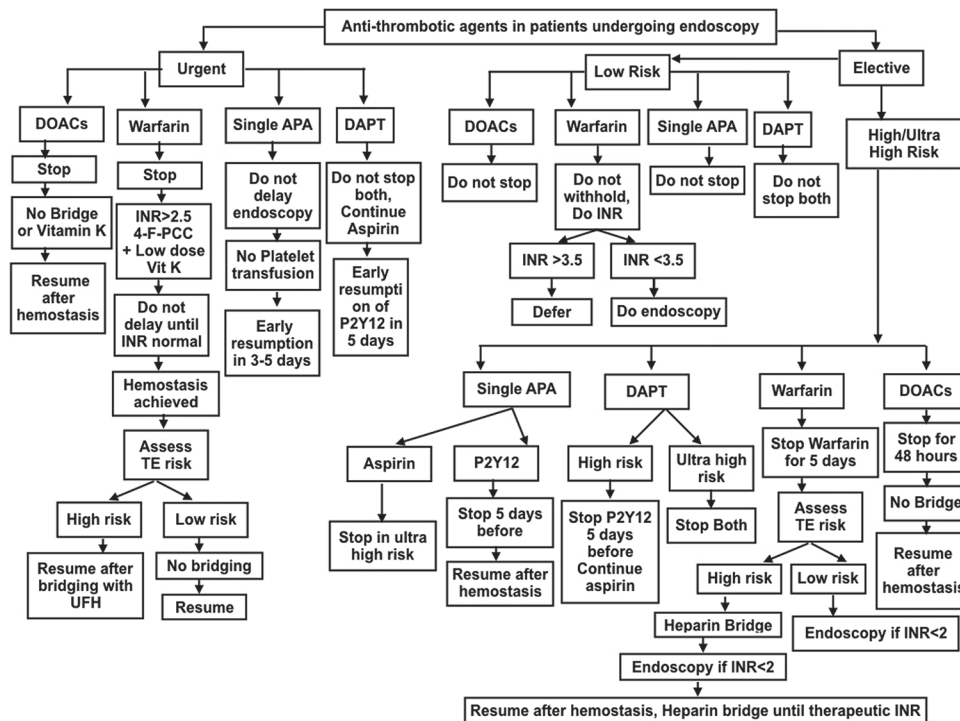 Anti-thrombotic agents in patients undergoing endoscopy
Urgent
DOACs
Stop
No Bridge
or Vitamin K
Resume
after
hemostasis
Warfarin
Stop
INR>2.5
4-F-PCC
+ Low dose
Vit K
Do not
delay until
INR normal
Hemostasis
achieved
Assess
TE risk
High risk
Resume after
bridging with
UFH
Low risk
No bridging
Resume
Single APA
Do not
delay
endoscopy
No Platelet
transfusion
Early
resumption
in 3-5 days
DAPT
Do not stop
both,
Continue
Aspirin
Early
resumpti
on of
P2Y12 in
5 days
Elective
Low Risk
DOACs
Do not stop
Warfarin
Do not
withhold,
Do INR
INR >3.5
Defer
INR <3.5
Do endoscopy
Single APA
Do not stop
DAPT
Do not
stop both
High/Ultra
High Risk
Single APA
Aspirin
Stop in ultra
high risk
P2Y12
Stop 5 days
before
Resume after
hemostasis
DAPT
High risk
Stop P2Y12
5 days
before
Continue
aspirin
Ultra high
risk
Stop Both
Warfarin
Stop Warfarin
for 5 days
Assess
TE risk
High risk
Heparin Bridge
Endoscopy if INR<2
Resume after hemostasis, Heparin bridge until therapeutic INR
Low risk
Endoscopy if INR<2
DOACs
Stop for
48 hours
No Bridge
Resume
after
hemostasis